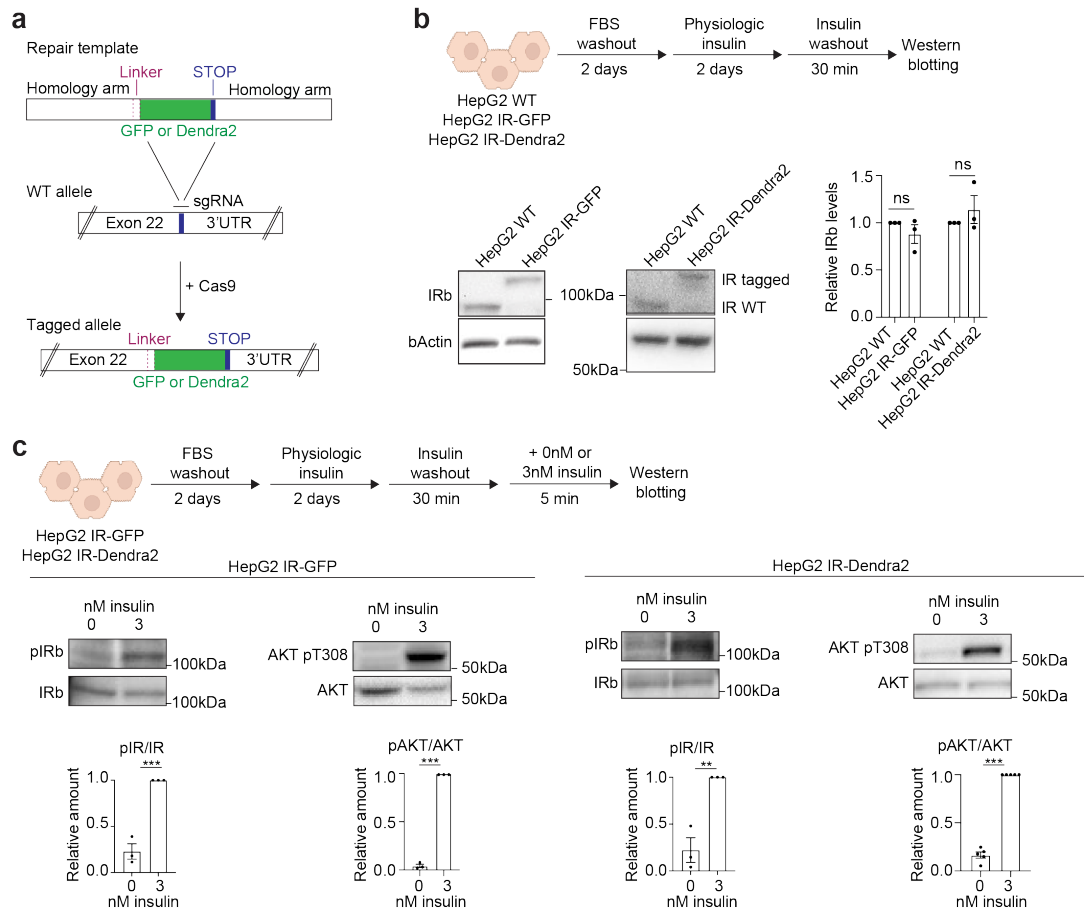 a
Repair template
Linker
STOP
Homology arm
Homology arm
GFP or Dendra2
WT allele
sgRNA
Exon 22
3'UTR
+ Cas9
Tagged allele
Linker
STOP
Exon 22
3'UTR
GFP or Dendra2
b
HepG2 WT
HepG2 IR-GFP
HepG2 IR-Dendra2
FBS
washout
2 days
Physiologic
insulin
2 days
Insulin
washout
30 min
Western
blotting
HepG2 WT
HepG2 IR-GFP
HepG2 WT
HepG2 IR-Dendra2
IRb
bActin
100kDa
50kDa
IR tagged
IR WT
Relative IRb levels
1.5
1.0
0.5
0.0
ns
ns
HepG2 WT
HepG2 IR-GFP
HepG2 WT
HepG2 IR-Dendra2
c
HepG2 IR-GFP
HepG2 IR-Dendra2
FBS
washout
2 days
Physiologic
insulin
2 days
Insulin
washout
30 min
+ 0nM or
3nM insulin
5 min
Western
blotting
HepG2 IR-GFP
nM insulin
0 3
pIRb
100kDa
IRb
100kDa
nM insulin
0 3
AKT pT308
50kDa
AKT
50kDa
pIR/IR
***
Relative amount
1.0
0.5
0.0
0 3
nM insulin
pAKT/AKT
***
Relative amount
1.0
0.5
0.0
0 3
nM insulin
HepG2 IR-Dendra2
nM insulin
0 3
pIRb
100kDa
IRb
100kDa
nM insulin
0 3
AKT pT308
50kDa
AKT
50kDa
pIR/IR
**
Relative amount
1.0
0.5
0.0
0 3
nM insulin
pAKT/AKT
***
Relative amount
1.0
0.5
0.0
0 3
nM insulin